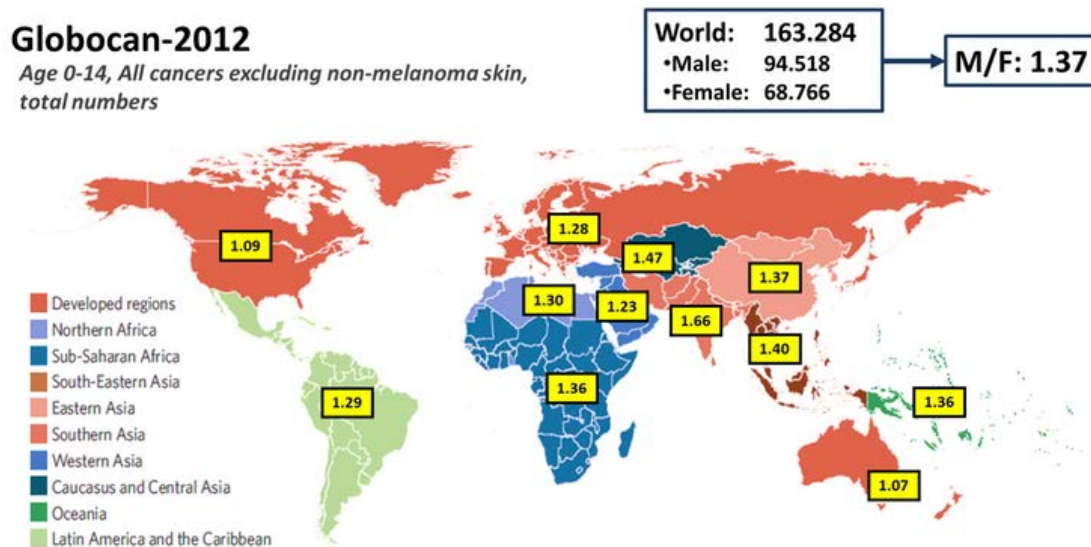 Globocan-2012
Age 0-14, All cancers excluding non-melanoma skin,
total numbers
World: 163.284
•Male: 94.518
•Female: 68.766
M/F: 1.37
1.09
1.28
1.47
1.37
1.30
1.23
1.66
1.40
1.36
1.29
1.36
1.07
Developed regions
Northern Africa
Sub-Saharan Africa
South-Eastern Asia
Eastern Asia
Southern Asia
Western Asia
Caucasus and Central Asia
Oceania
Latin America and the Caribbean